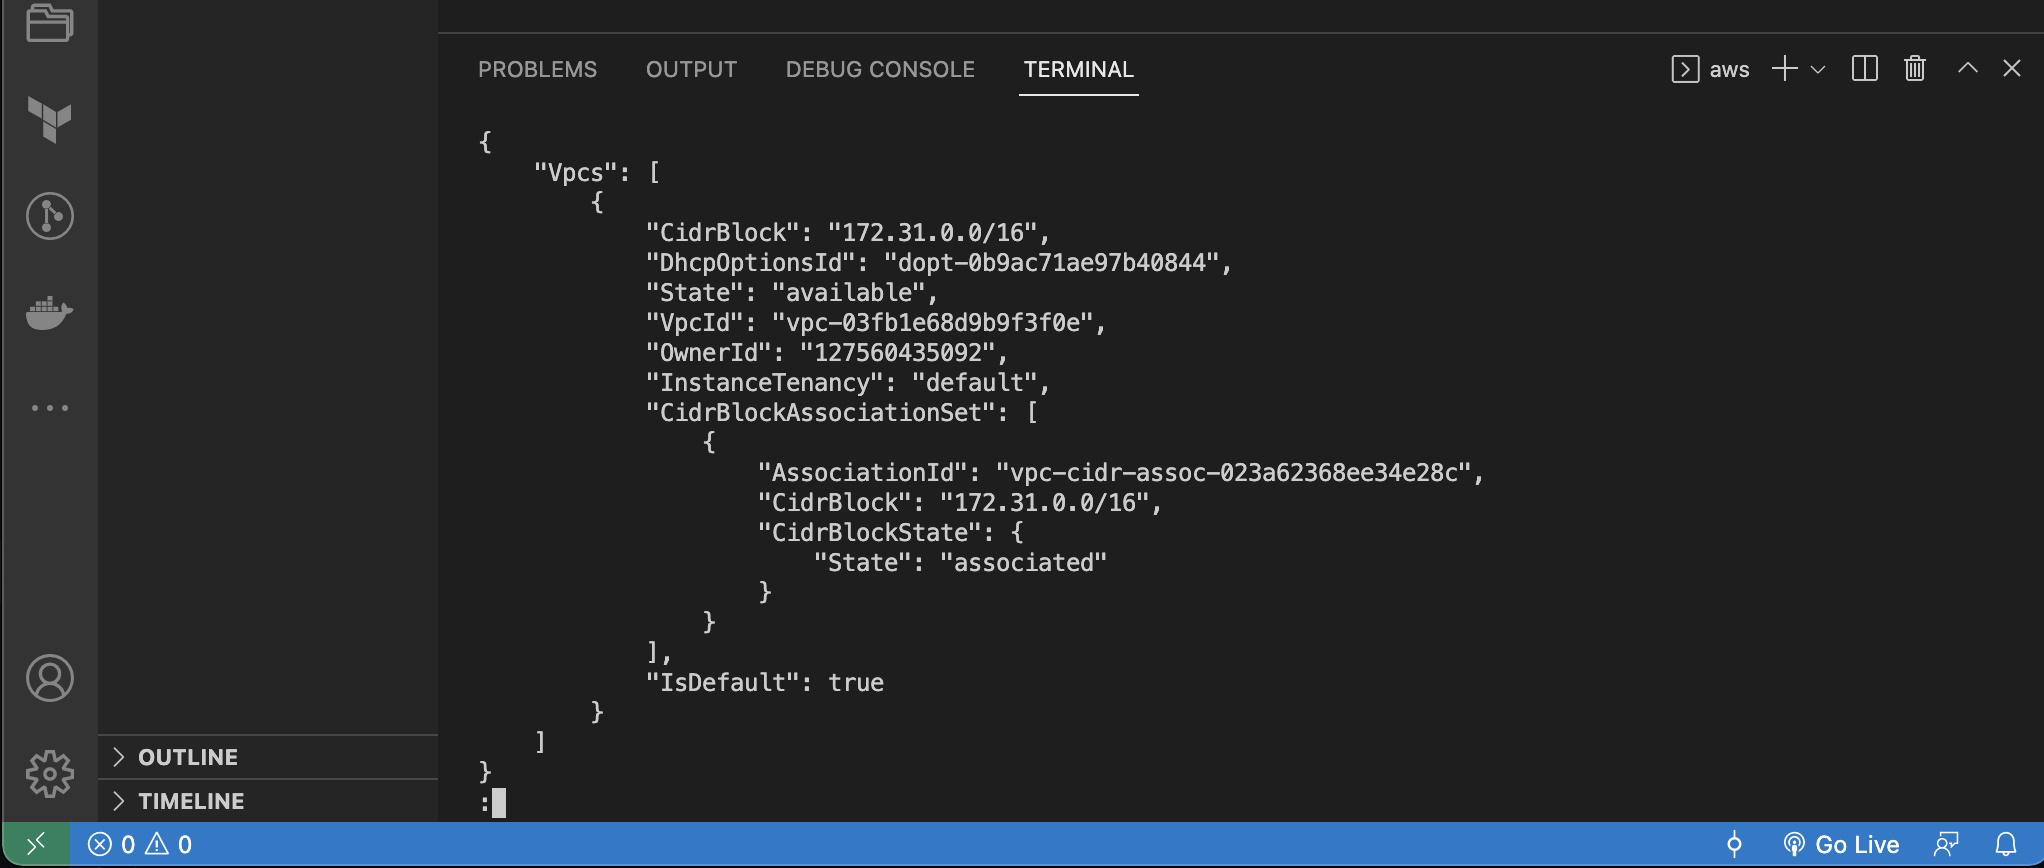 PROBLEMS OUTPUT DEBUG CONSOLE TERMINAL aws
{
    "Vpcs": [
        {
            "CidrBlock": "172.31.0.0/16",
            "DhcpOptionsId": "dopt-0b9ac71ae97b40844",
            "State": "available",
            "VpcId": "vpc-03fb1e68d9b9f3f0e",
            "OwnerId": "127560435092",
            "InstanceTenancy": "default",
            "CidrBlockAssociationSet": [
                {
                    "AssociationId": "vpc-cidr-assoc-023a62368ee34e28c",
                    "CidrBlock": "172.31.0.0/16",
                    "CidrBlockState": {
                        "State": "associated"
                    }
                }
            ],
            "IsDefault": true
        }
    ]
}
:
OUTLINE
TIMELINE
0 0 Go Live